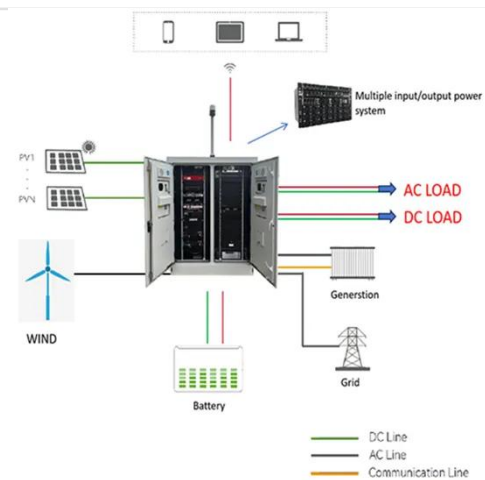 Multiple input/output power
system
PV1
PVN
AC LOAD
DC LOAD
Generstion
WIND
Grid
Battery
DC Line
AC Line
Communication Line